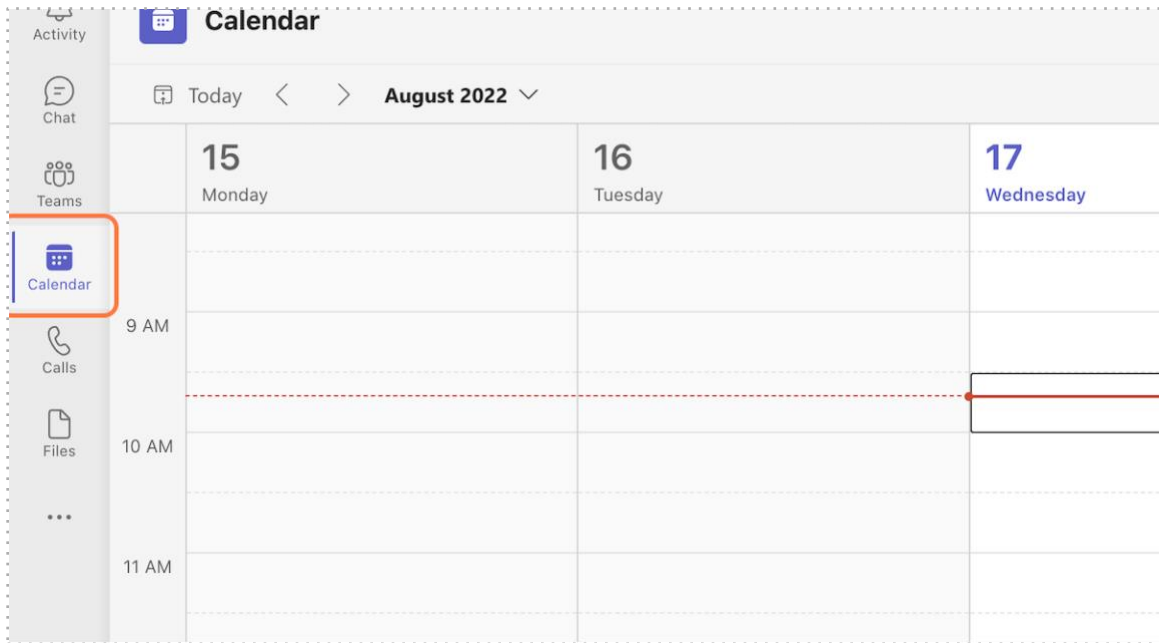 Activity
Calendar
Chat
Today August 2022
Teams
15
Monday
16
Tuesday
17
Wednesday
Calendar
Calls
Files
9 AM
10 AM
11 AM